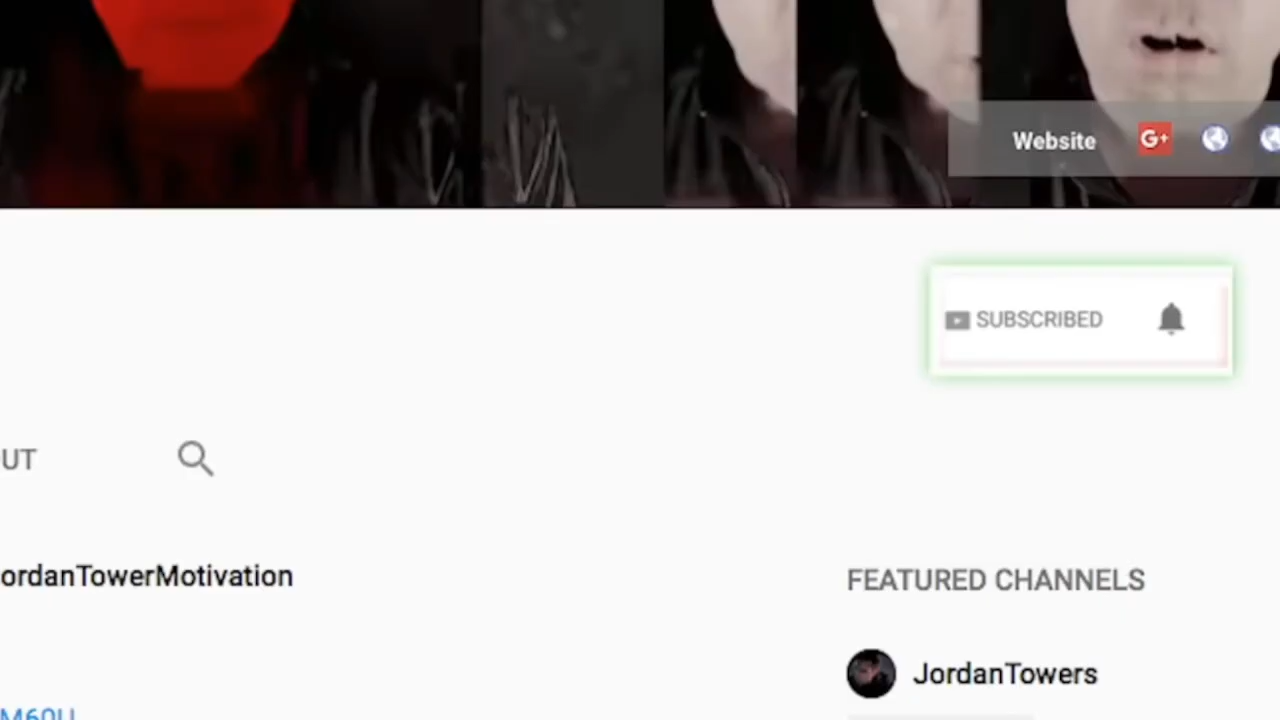 Website G+
SUBSCRIBED
UT
ordanTowerMotivation
FEATURED CHANNELS
JordanTowers